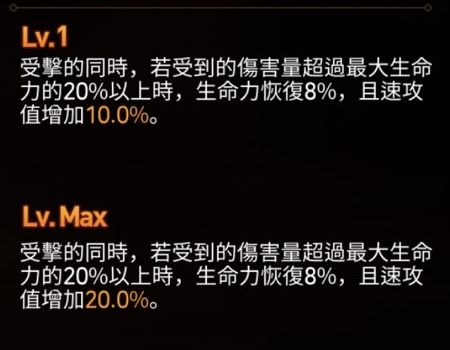 Lv.1
受擊的同時，若受到的傷害量超過最大生命
力的20%以上時，生命力恢復8%，且速攻
值增加10.0%。
Lv. Max
受擊的同時，若受到的傷害量超過最大生命
力的20%以上時，生命力恢復8%，且速攻
值增加20.0%。